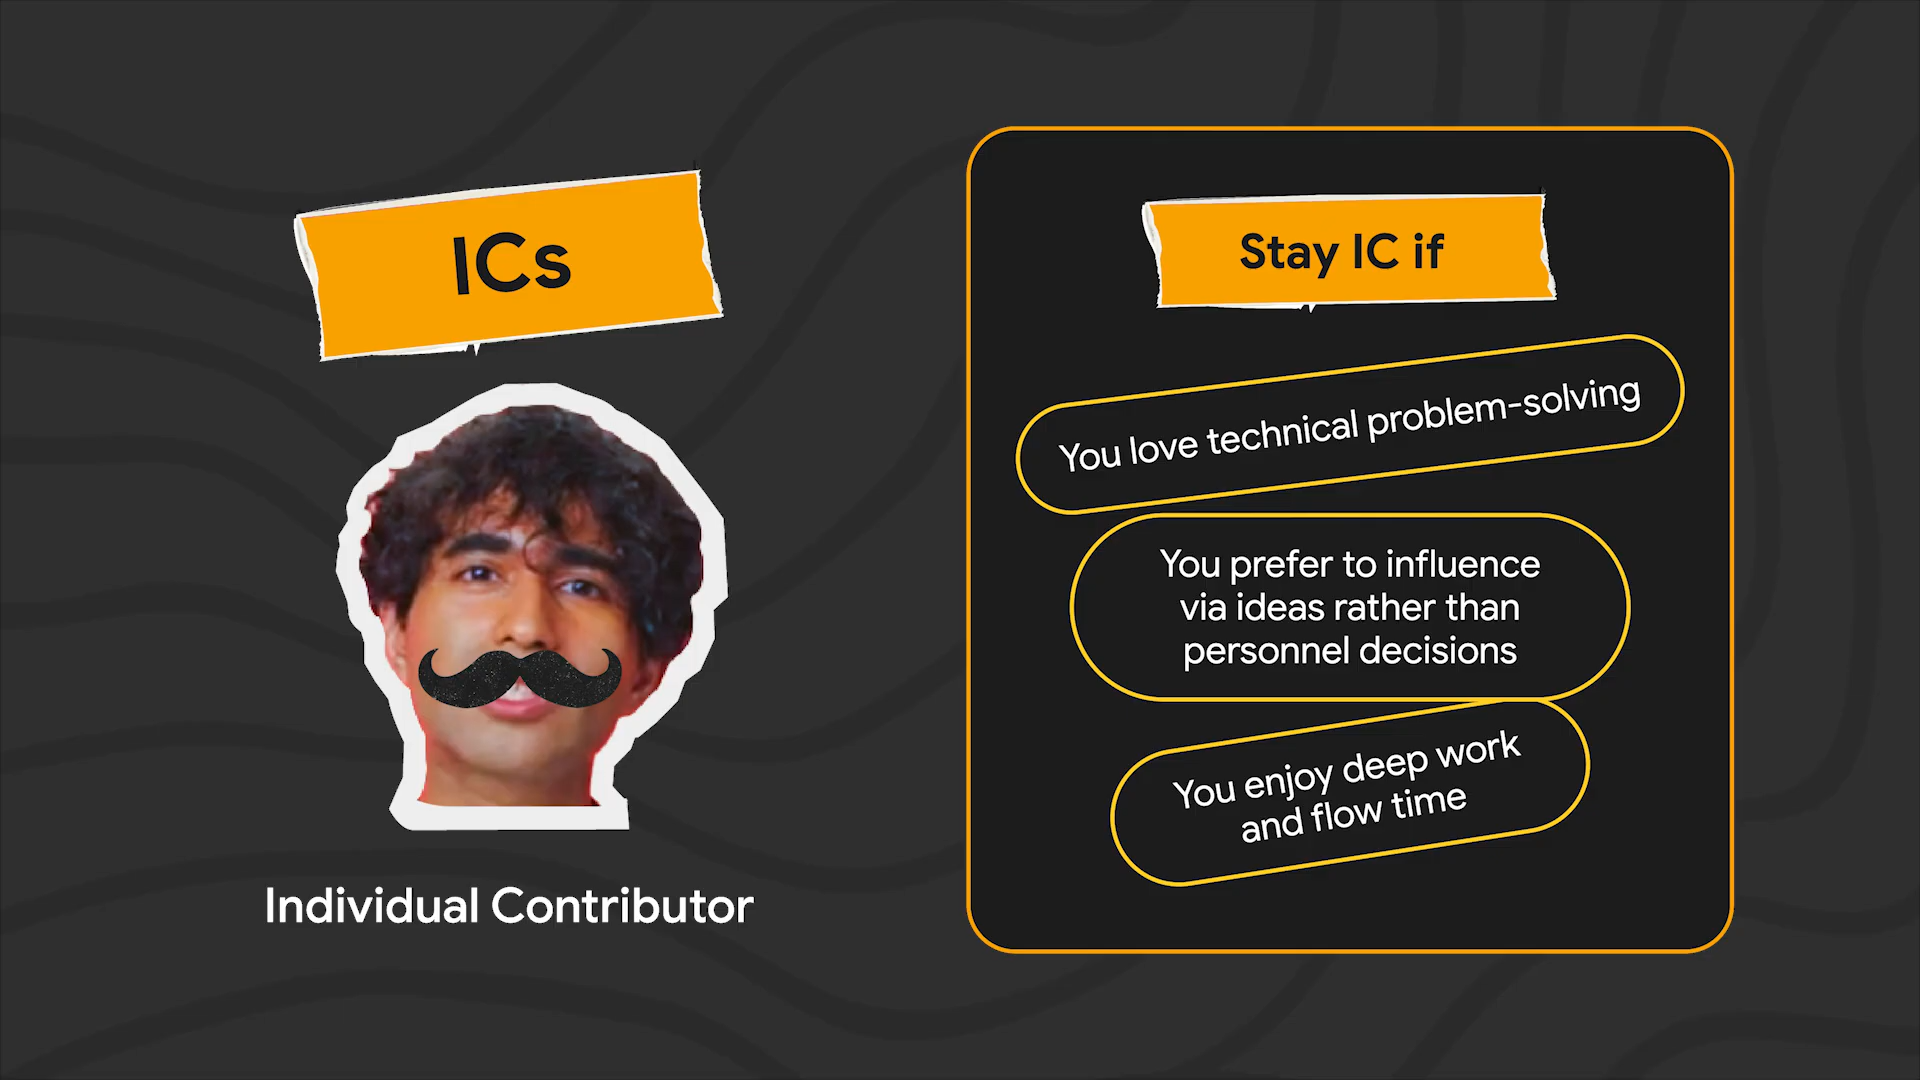 ICs
Individual Contributor
Stay IC if
You love technical problem-solving
You prefer to influence
via ideas rather than
personnel decisions
You enjoy deep work
and flow time